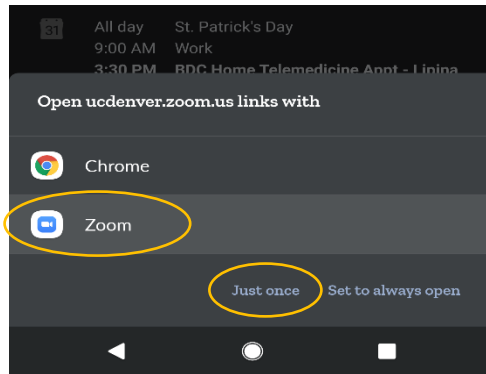 31 All day St. Patrick's Day
9:00 AM Work
3:30 PM BDC Home Telemedicine Appt - Lipina
Open ucdenver.zoom.us links with
Chrome
Zoom
Just once Set to always open